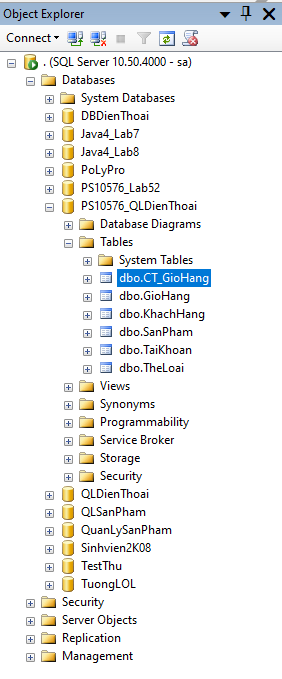 Object Explorer
Connect
. (SQL Server 10.50.4000 - sa)
Databases
System Databases
DBDienThoai
Java4_Lab7
Java4_Lab8
PoLyPro
PS10576_Lab52
PS10576_QLDienThoai
Database Diagrams
Tables
System Tables
dbo.CT_GioHang
dbo.GioHang
dbo.KhachHang
dbo.SanPham
dbo.TaiKhoan
dbo.TheLoai
Views
Synonyms
Programmability
Service Broker
Storage
Security
QLDienThoai
QLSanPham
QuanLySanPham
Sinhvien2K08
TestThu
TuongLOL
Security
Server Objects
Replication
Management